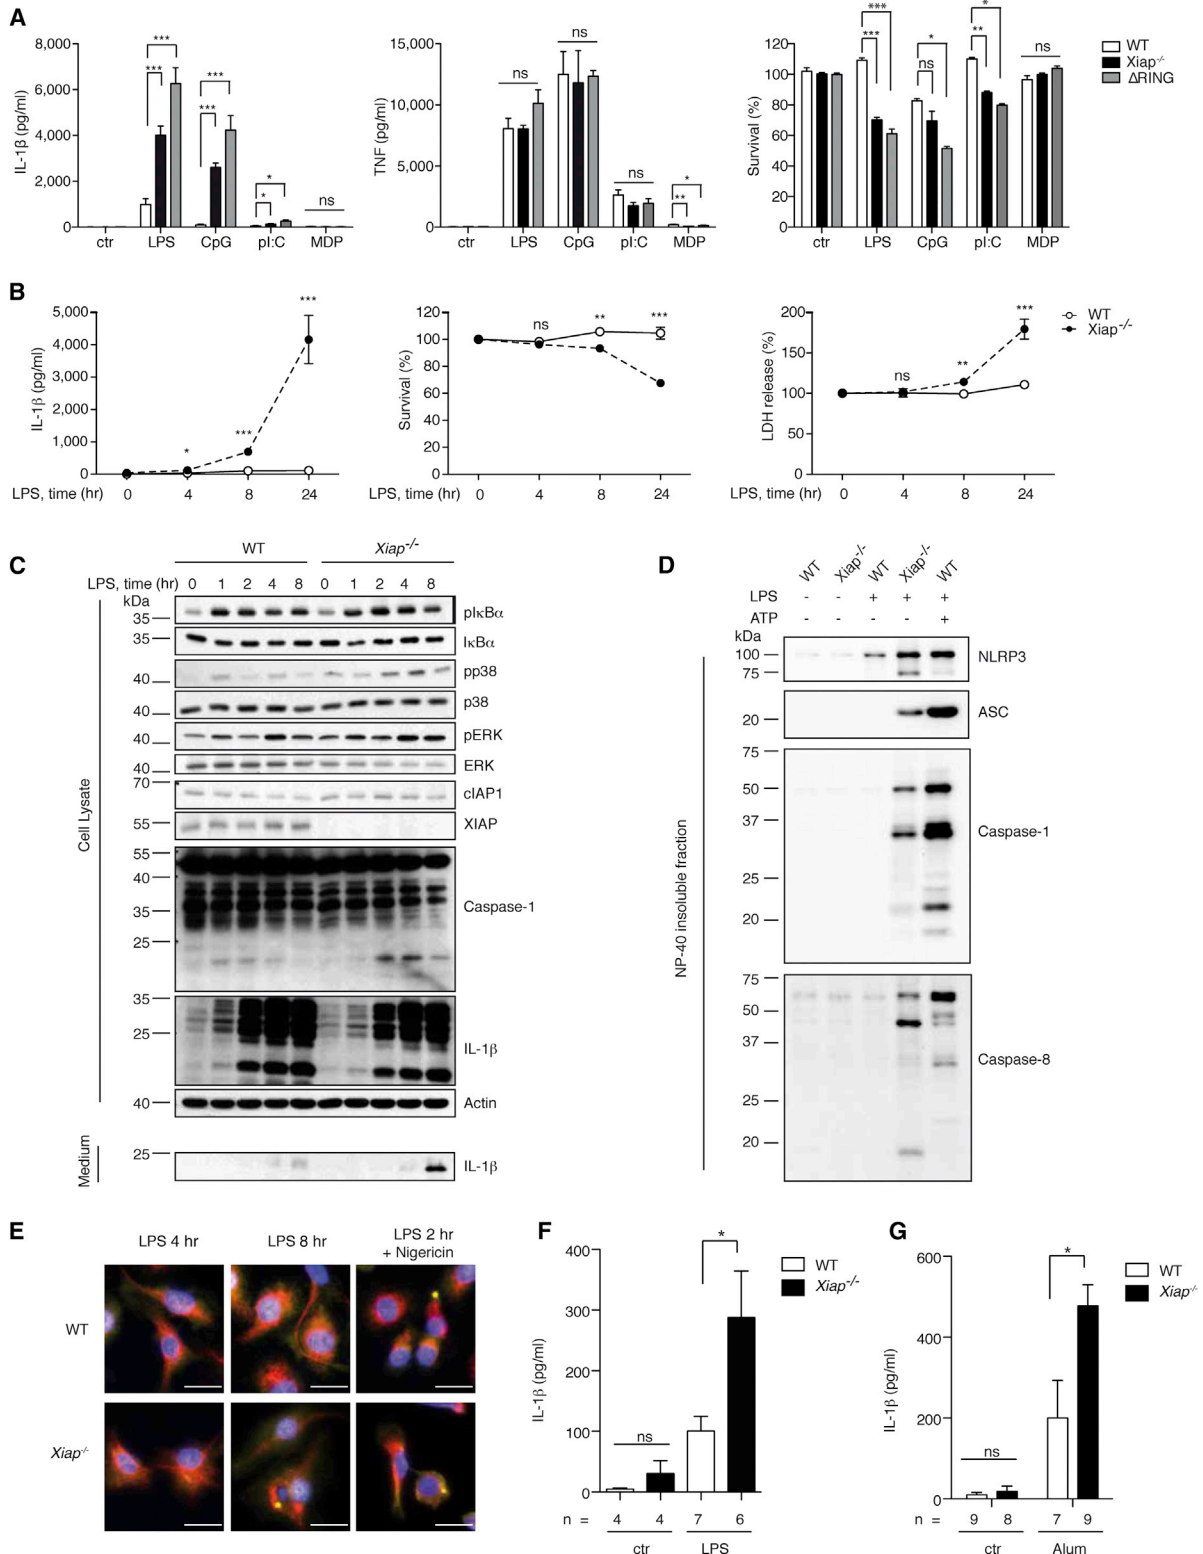 A
8,000
6,000
4,000
2,000
0
IL-1β (pg/ml)
***
***
***
***
*
*
ns
ctr LPS CpG pI:C MDP
15,000
10,000
5,000
0
TNF (pg/ml)
ns
ns
ns
*
**
ctr LPS CpG pI:C MDP
120
100
80
60
40
20
0
Survival (%)
***
***
*
ns
*
**
ns
ctr LPS CpG pI:C MDP
WT
Xiap-/-
ΔRING
B
5,000
4,000
3,000
2,000
1,000
0
IL-1β (pg/ml)
*
***
***
LPS, time (hr) 0 4 8 24
120
100
80
60
40
20
0
Survival (%)
ns
**
***
LPS, time (hr) 0 4 8 24
200
150
100
50
0
LDH release (%)
ns
**
***
LPS, time (hr) 0 4 8 24
WT
Xiap-/-
C
WT Xiap-/-
LPS, time (hr) 0 1 2 4 8 0 1 2 4 8
kDa
35 pIκBα
35 IκBα
40 pp38
40 p38
40 pERK
40 ERK
70 cIAP1
55 XIAP
55
40
35
25
Caspase-1
35
25
IL-1β
40 Actin
25 IL-1β
Cell Lysate
Medium
D
WT Xiap-/- WT Xiap-/- WT
LPS - - + + +
ATP - - - - +
kDa
100
75
NLRP3
20 ASC
75
50
37
25
20
Caspase-1
75
50
37
25
20
Caspase-8
NP-40 insoluble fraction
E
LPS 4 hr LPS 8 hr LPS 2 hr
+ Nigericin
WT
Xiap-/-
F
400
300
200
100
0
IL-1β (pg/ml)
ns
*
WT
Xiap-/-
n = 4 4 7 6
ctr LPS
G
600
400
200
0
IL-1β (pg/ml)
ns
*
WT
Xiap-/-
n = 9 8 7 9
ctr Alum